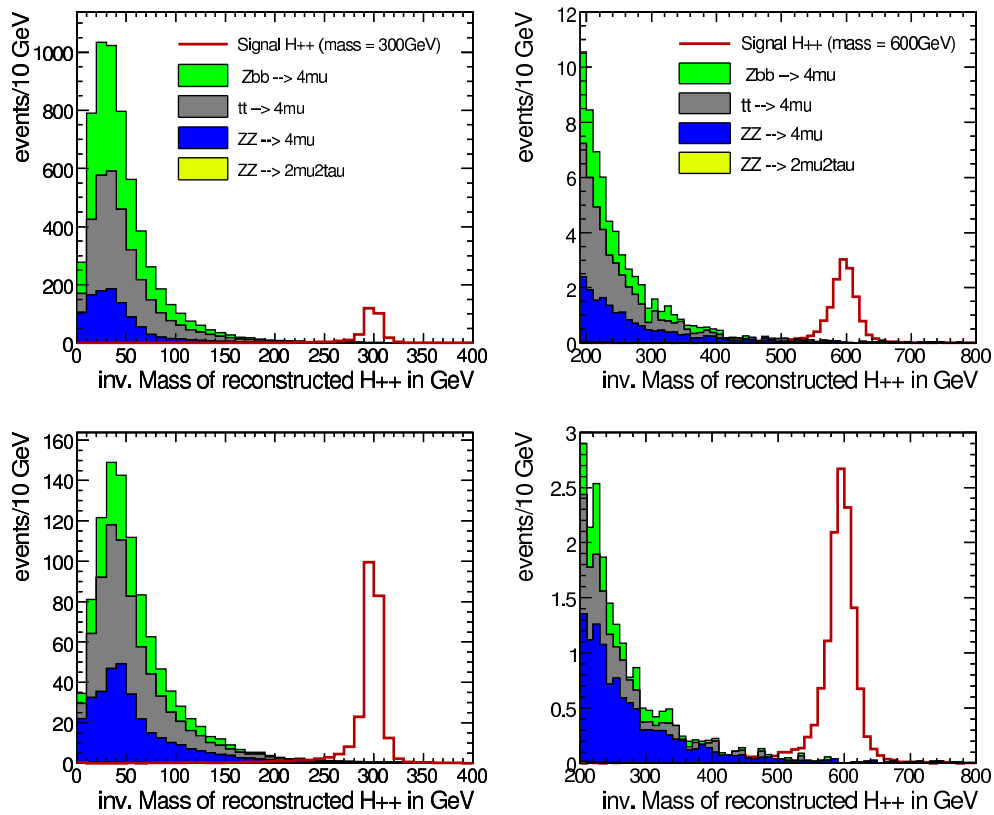 events/10 GeV
1000
800
600
400
200
0
Signal H++ (mass = 300GeV)
Zbb --> 4mu
tt --> 4mu
ZZ --> 4mu
ZZ --> 2mu2tau
0 50 100 150 200 250 300 350 400
inv. Mass of reconstructed H++ in GeV
events/10 GeV
12
10
8
6
4
2
0
Signal H++ (mass = 600GeV)
Zbb --> 4mu
tt --> 4mu
ZZ --> 4mu
ZZ --> 2mu2tau
200 300 400 500 600 700 800
inv. Mass of reconstructed H++ in GeV
events/10 GeV
160
140
120
100
80
60
40
20
0
0 50 100 150 200 250 300 350 400
inv. Mass of reconstructed H++ in GeV
events/10 GeV
3
2.5
2
1.5
1
0.5
0
200 300 400 500 600 700 800
inv. Mass of reconstructed H++ in GeV